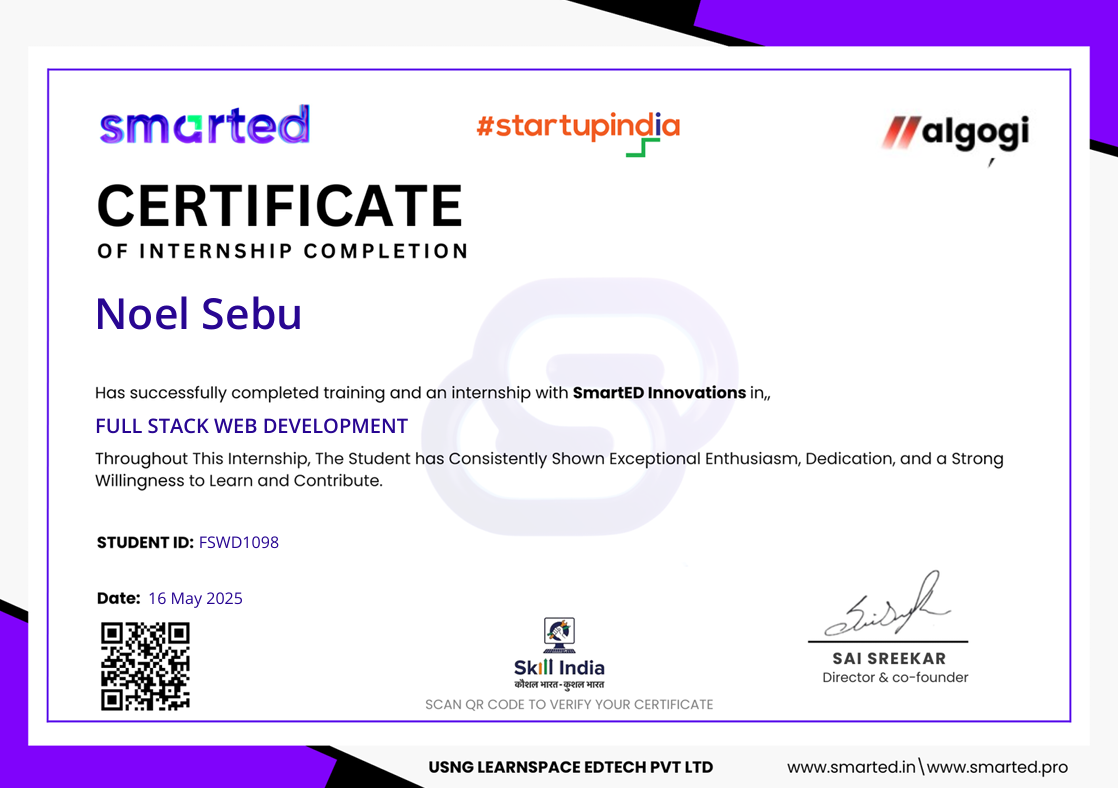 smarted
#startupindia
algogi
CERTIFICATE
OF INTERNSHIP COMPLETION
Noel Sebu
Has successfully completed training and an internship with SmartED Innovations in,,
FULL STACK WEB DEVELOPMENT
Throughout This Internship, The Student has Consistently Shown Exceptional Enthusiasm, Dedication, and a Strong
Willingness to Learn and Contribute.
STUDENT ID: FSWD1098
Date: 16 May 2025
Skill India
कौशल भारत - कुशल भारत
SAI SREEKAR
Director & co-founder
SCAN QR CODE TO VERIFY YOUR CERTIFICATE
USNG LEARNSPACE EDTECH PVT LTD
www.smarted.in\www.smarted.pro